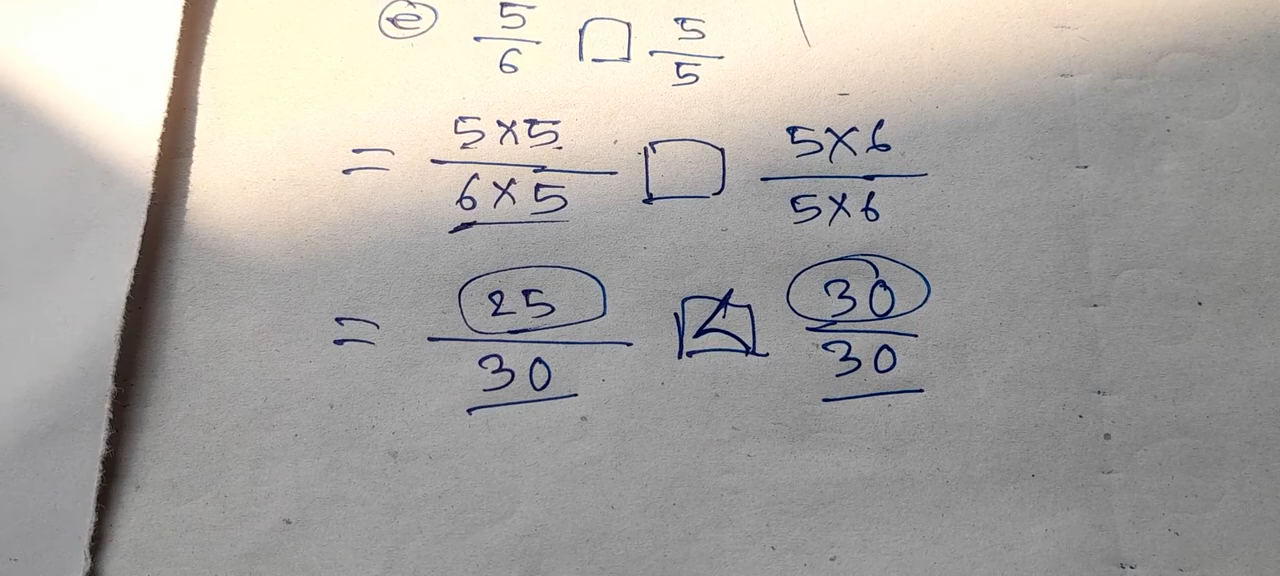 ⓔ 5/6 □ 5/5
= 5×5/6×5 □ 5×6/5×6
= 25/30 < 30/30